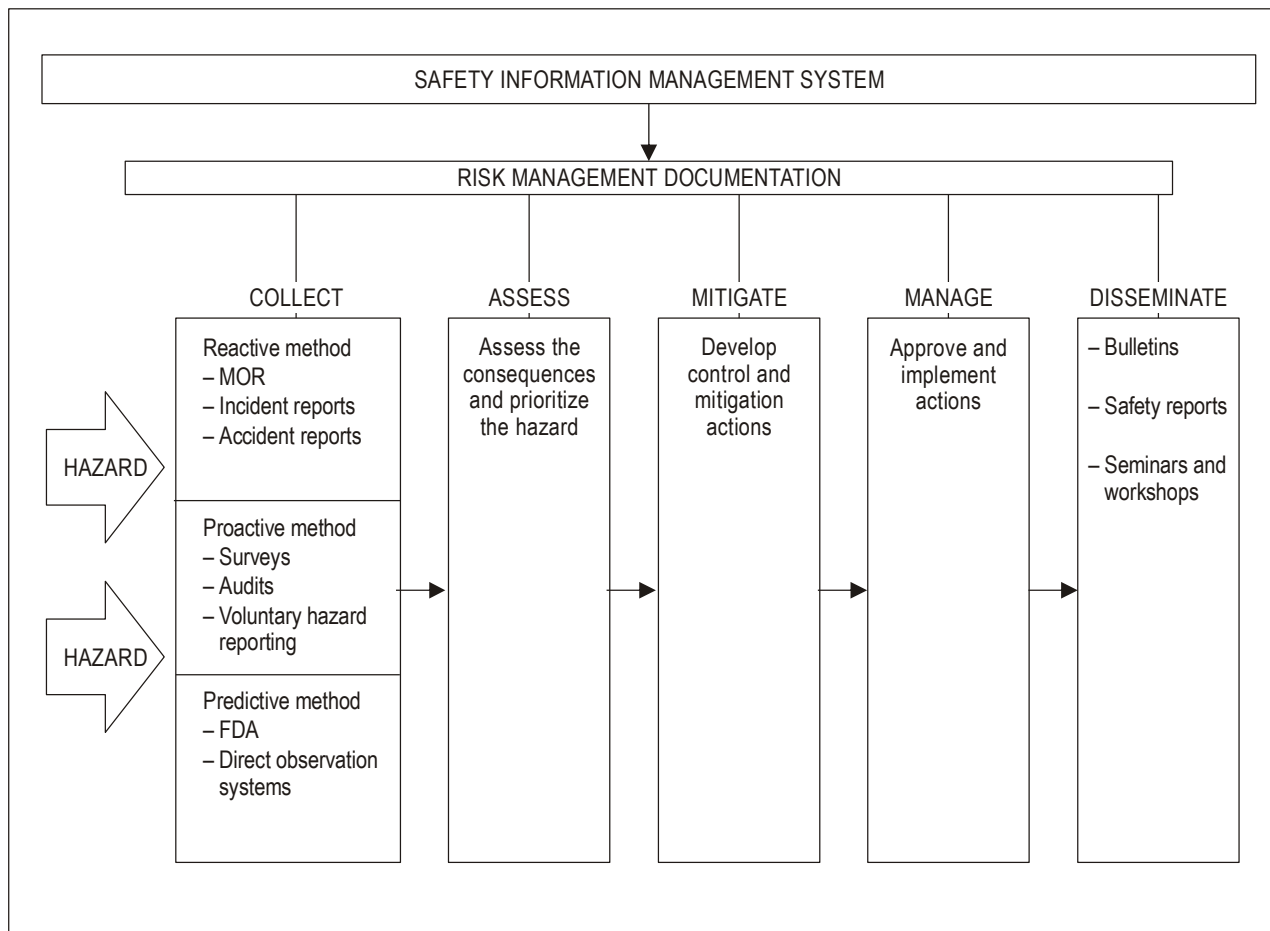 SAFETY INFORMATION MANAGEMENT SYSTEM
RISK MANAGEMENT DOCUMENTATION
COLLECT
ASSESS
MITIGATE
MANAGE
DISSEMINATE
HAZARD
HAZARD
Reactive method
– MOR
– Incident reports
– Accident reports
Proactive method
– Surveys
– Audits
– Voluntary hazard
reporting
Predictive method
– FDA
– Direct observation
systems
Assess the
consequences
and prioritize
the hazard
Develop
control and
mitigation
actions
Approve and
implement
actions
– Bulletins
– Safety reports
– Seminars and
workshops